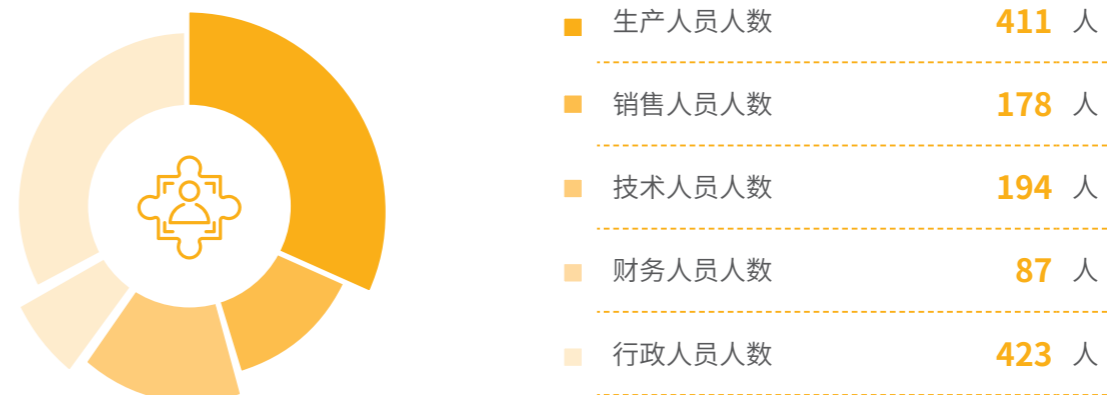 生产人员人数 411 人
销售人员人数 178 人
技术人员人数 194 人
财务人员人数 87 人
行政人员人数 423 人